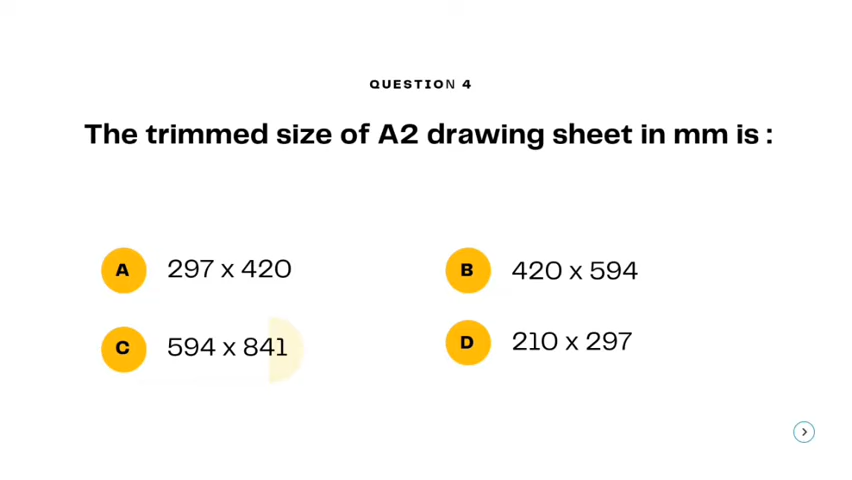 QUESTION 4
The trimmed size of A2 drawing sheet in mm is :
A 297 x 420
B 420 x 594
C 594 x 841
D 210 x 297